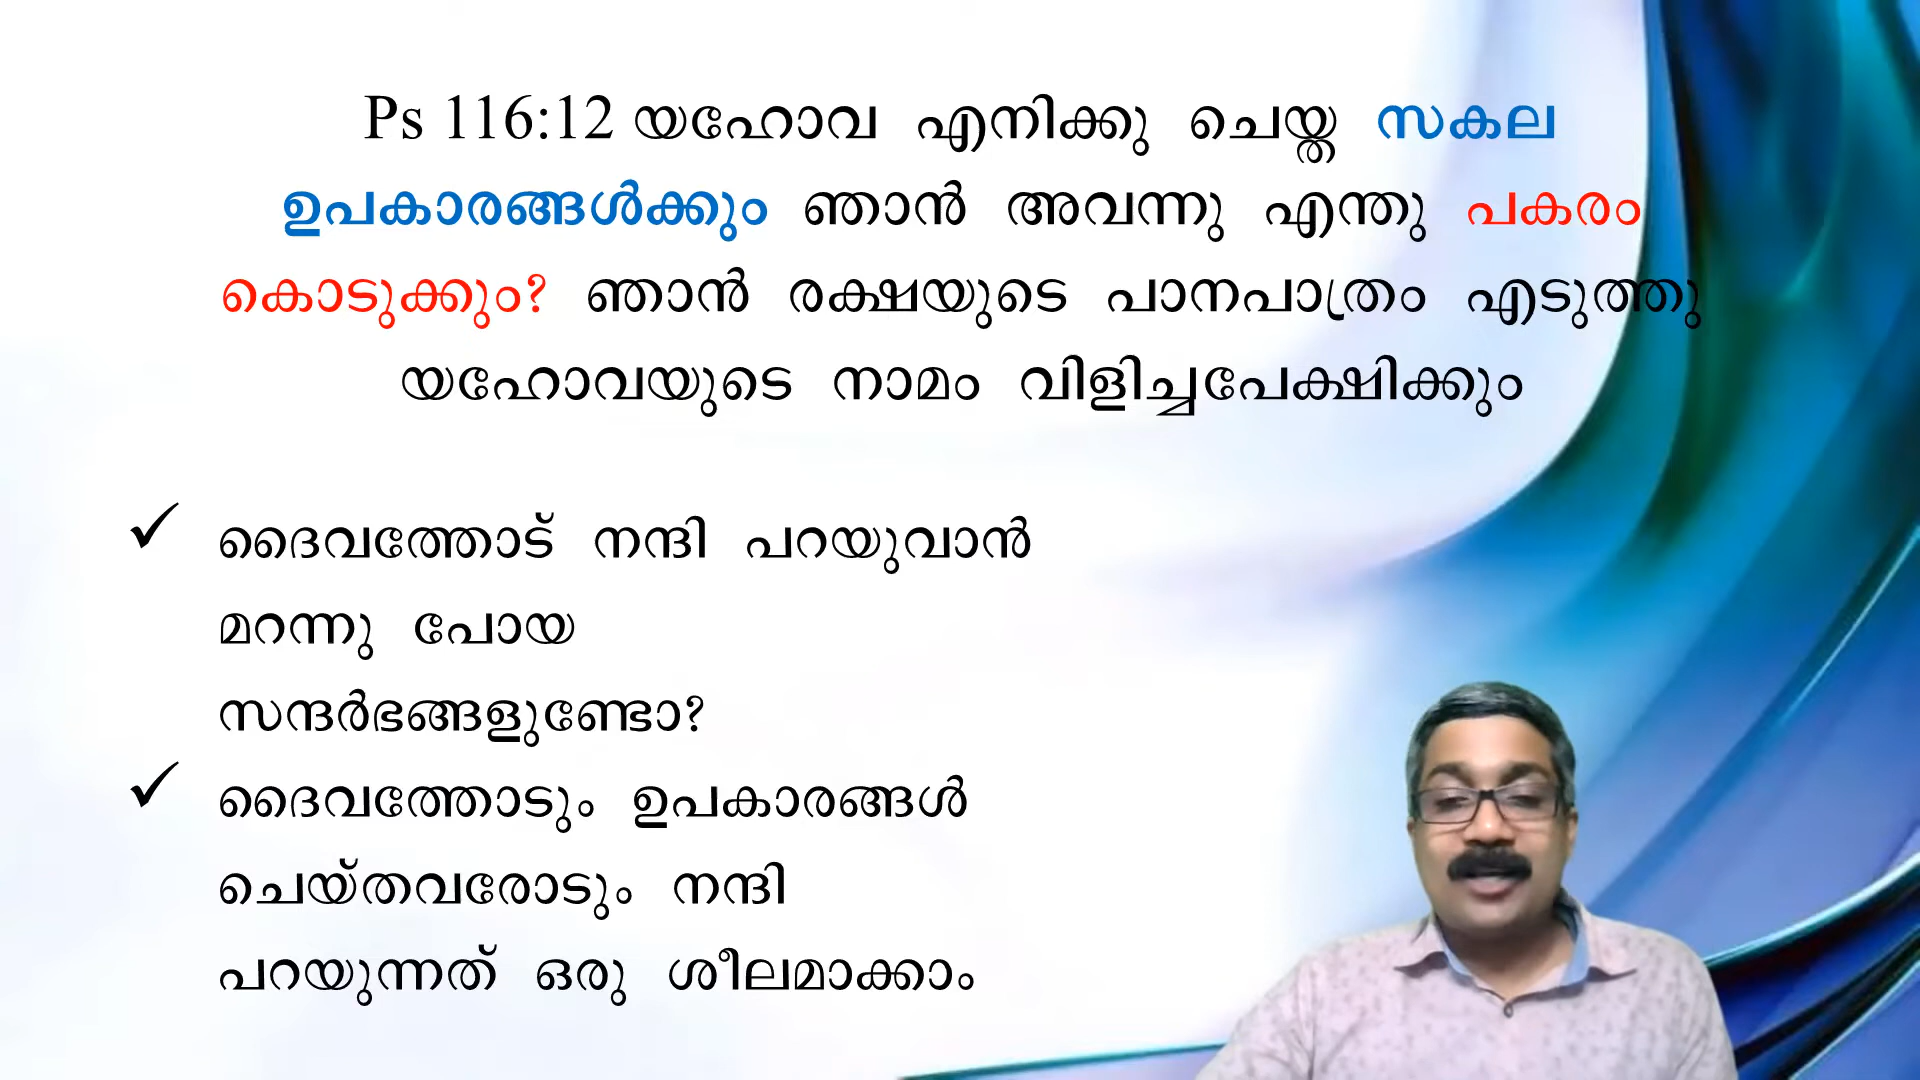 Ps 116:12 യഹോവ എനിക്കു ചെയ്ത സകല
ഉപകാരങ്ങൾക്കും ഞാൻ അവന്നു എന്തു പകരം
കൊടുക്കും? ഞാൻ രക്ഷയുടെ പാനപാത്രം എടുത്തു
യഹോവയുടെ നാമം വിളിച്ചപേക്ഷിക്കും
✓ ദൈവത്തോട് നന്ദി പറയുവാൻ
മറന്നു പോയ
സന്ദർഭങ്ങളുണ്ടോ?
✓ ദൈവത്തോടും ഉപകാരങ്ങൾ
ചെയ്തവരോടും നന്ദി
പറയുന്നത് ഒരു ശീലമാക്കാം